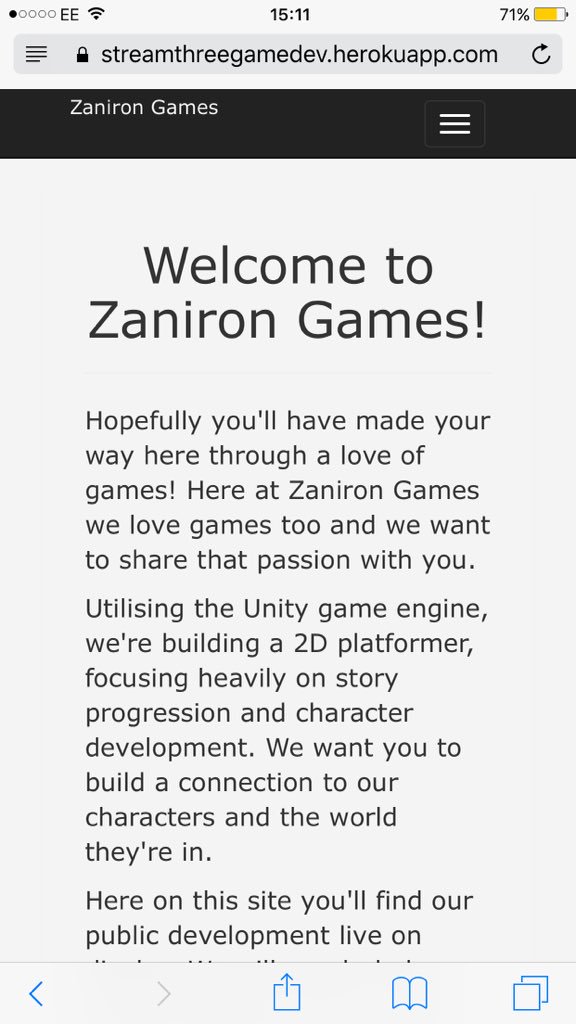 EE 15:11 71%
streamthreegamedev.herokuapp.com
Zaniron Games
Welcome to
Zaniron Games!
Hopefully you'll have made your
way here through a love of
games! Here at Zaniron Games
we love games too and we want
to share that passion with you.
Utilising the Unity game engine,
we're building a 2D platformer,
focusing heavily on story
progression and character
development. We want you to
build a connection to our
characters and the world
they're in.
Here on this site you'll find our
public development live on